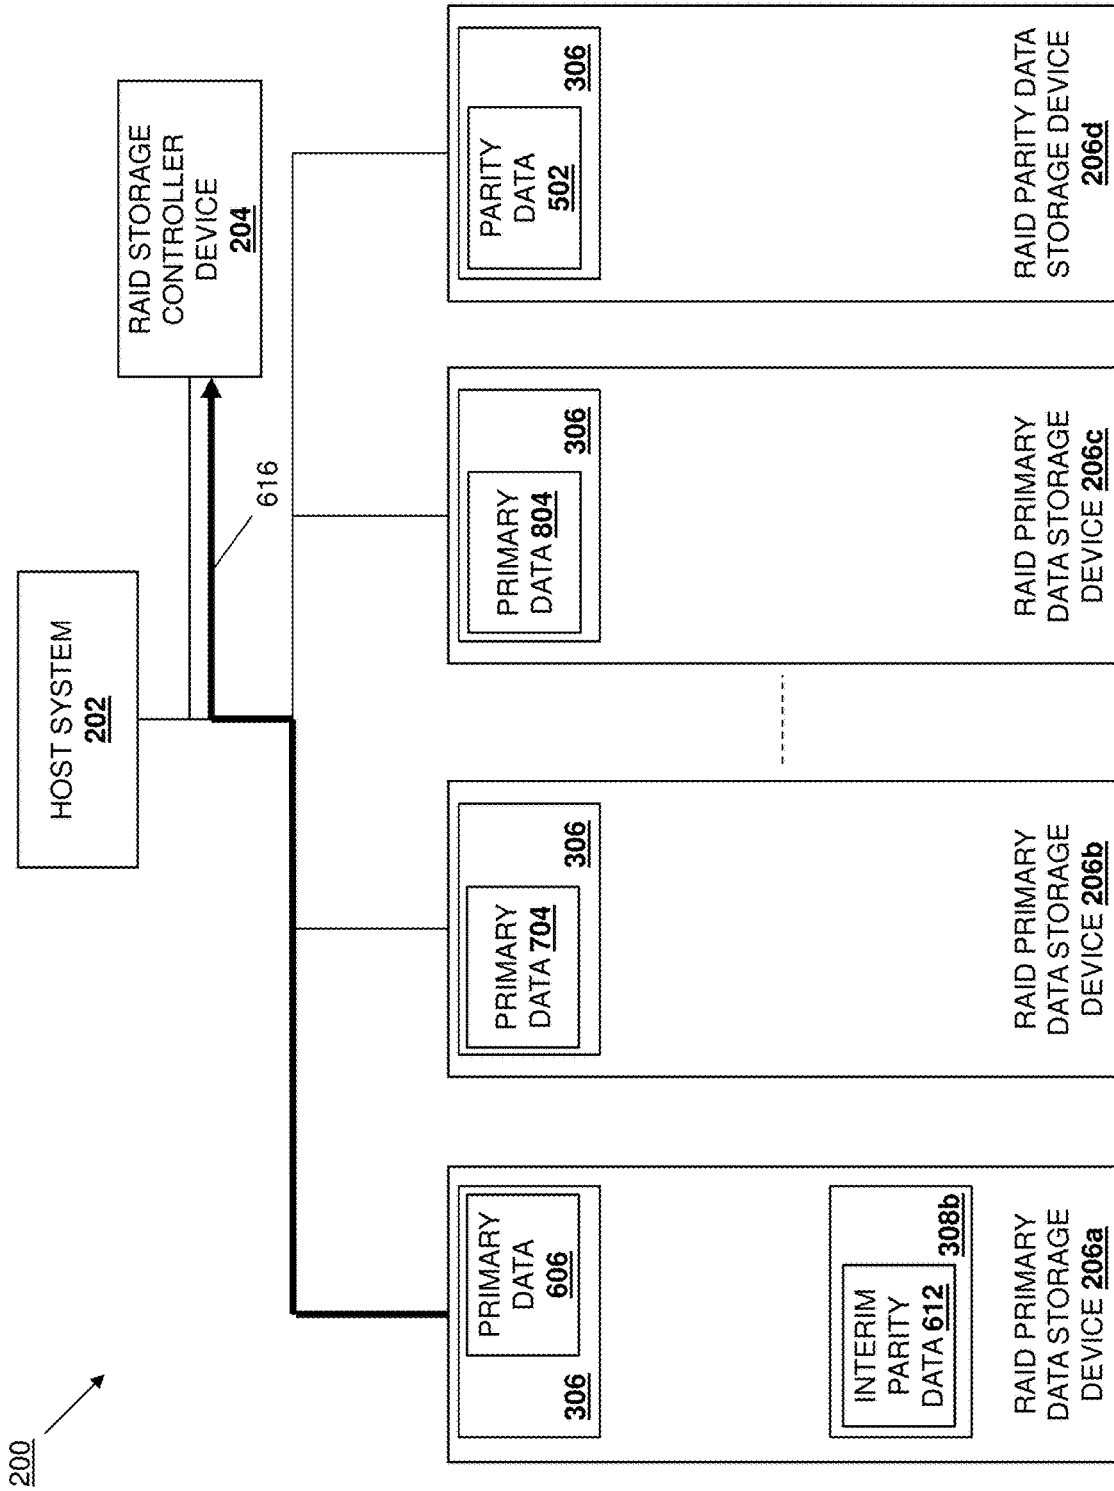 200
HOST SYSTEM
202
RAID STORAGE
CONTROLLER
DEVICE
204
616
PRIMARY
DATA
606
306
INTERIM
PARITY
DATA 612
308b
RAID PRIMARY
DATA STORAGE
DEVICE 206a
PRIMARY
DATA 704
306
RAID PRIMARY
DATA STORAGE
DEVICE 206b
PRIMARY
DATA 804
306
RAID PRIMARY
DATA STORAGE
DEVICE 206c
PARITY
DATA
502
306
RAID PARITY DATA
STORAGE DEVICE
206d